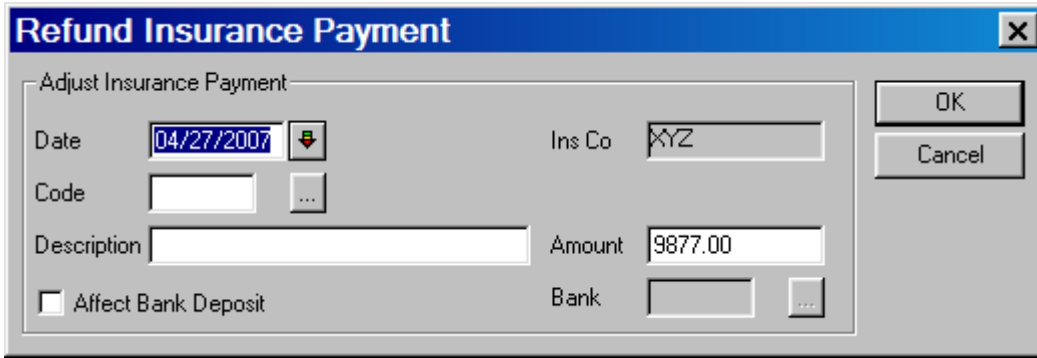 Refund Insurance Payment
Adjust Insurance Payment
Date 04/27/2007 Ins Co XYZ
Code ...
Description Amount 9877.00
Affect Bank Deposit Bank ...
OK
Cancel